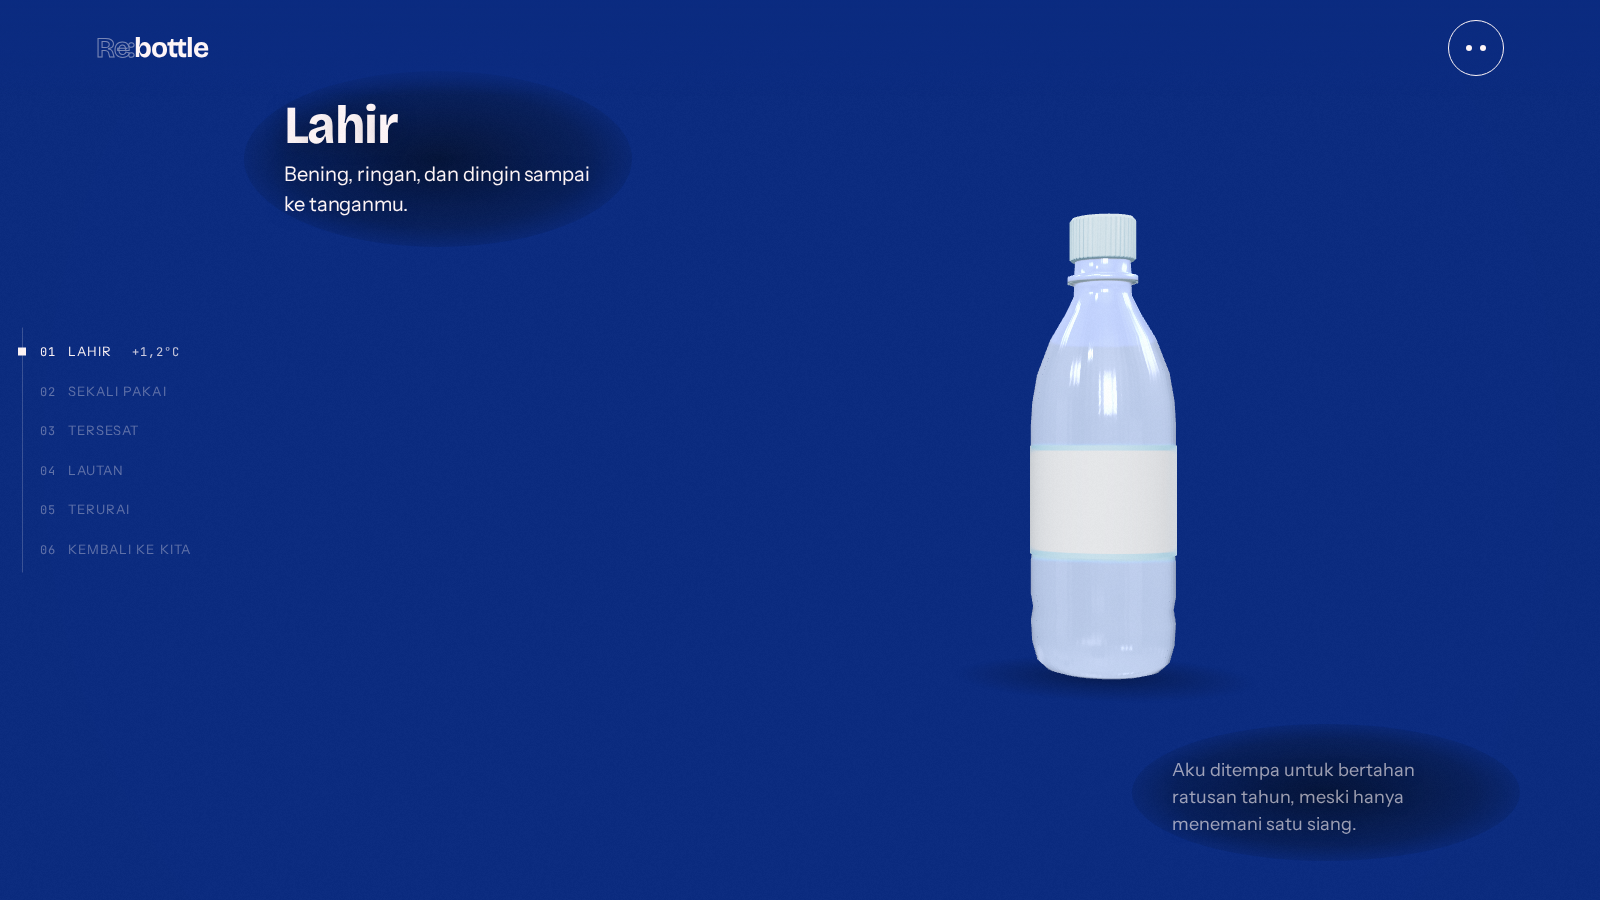 Re:bottle
Lahir
Bening, ringan, dan dingin sampai
ke tanganmu.
01 LAHIR +1,2°C
02 SEKALI PAKAI
03 TERSESAT
04 LAUTAN
05 TERURAI
06 KEMBALI KE KITA
Aku ditempa untuk bertahan
ratusan tahun, meski hanya
menemani satu siang.